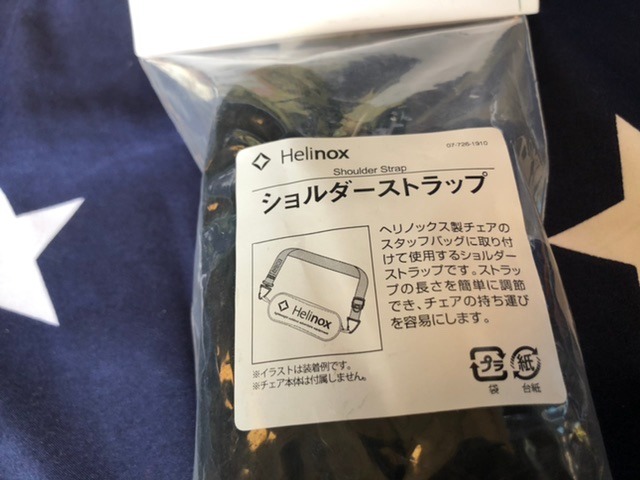 Helinox
07-726-1910
Shoulder Strap
ショルダーストラップ
ヘリノックス製チェアの
スタッフバッグに取り付
けて使用するショルダー
ストラップです。ストラッ
プの長さを簡単に調節
でき、チェアの持ち運び
を容易にします。
Helinox
※イラストは装着例です。
※チェア本体は付属しません。
プラ
袋
紙
台紙